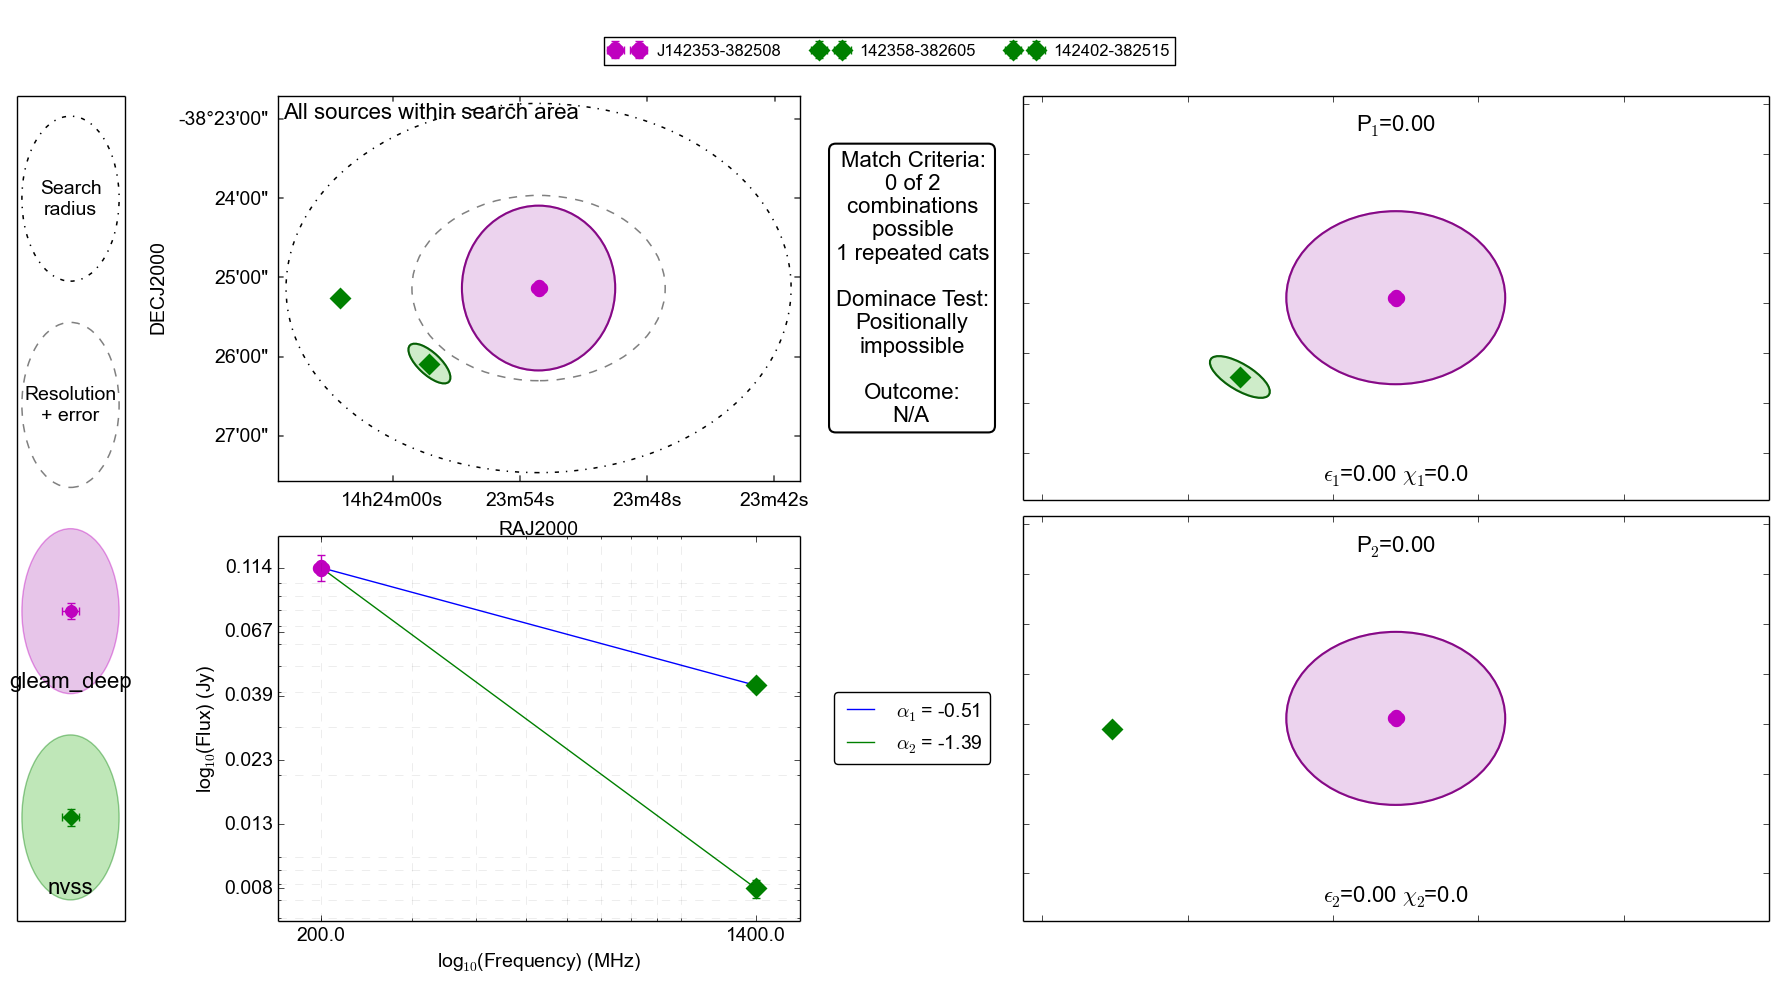 J142353-382508
142358-382605
142402-382515
Search
radius
Resolution
+ error
gleam_deep
nvss
All sources within search area
DECJ2000
-38°23'00"
24'00"
25'00"
26'00"
27'00"
14h24m00s
23m54s
23m48s
23m42s
RAJ2000
Match Criteria:
0 of 2
combinations
possible
1 repeated cats
Dominace Test:
Positionally
impossible
Outcome:
N/A
P₁=0.00
ϵ₁=0.00 χ₁=0.0
log₁₀(Flux) (Jy)
0.114
0.067
0.039
0.023
0.013
0.008
200.0
1400.0
log₁₀(Frequency) (MHz)
α₁ = -0.51
α₂ = -1.39
P₂=0.00
ϵ₂=0.00 χ₂=0.0